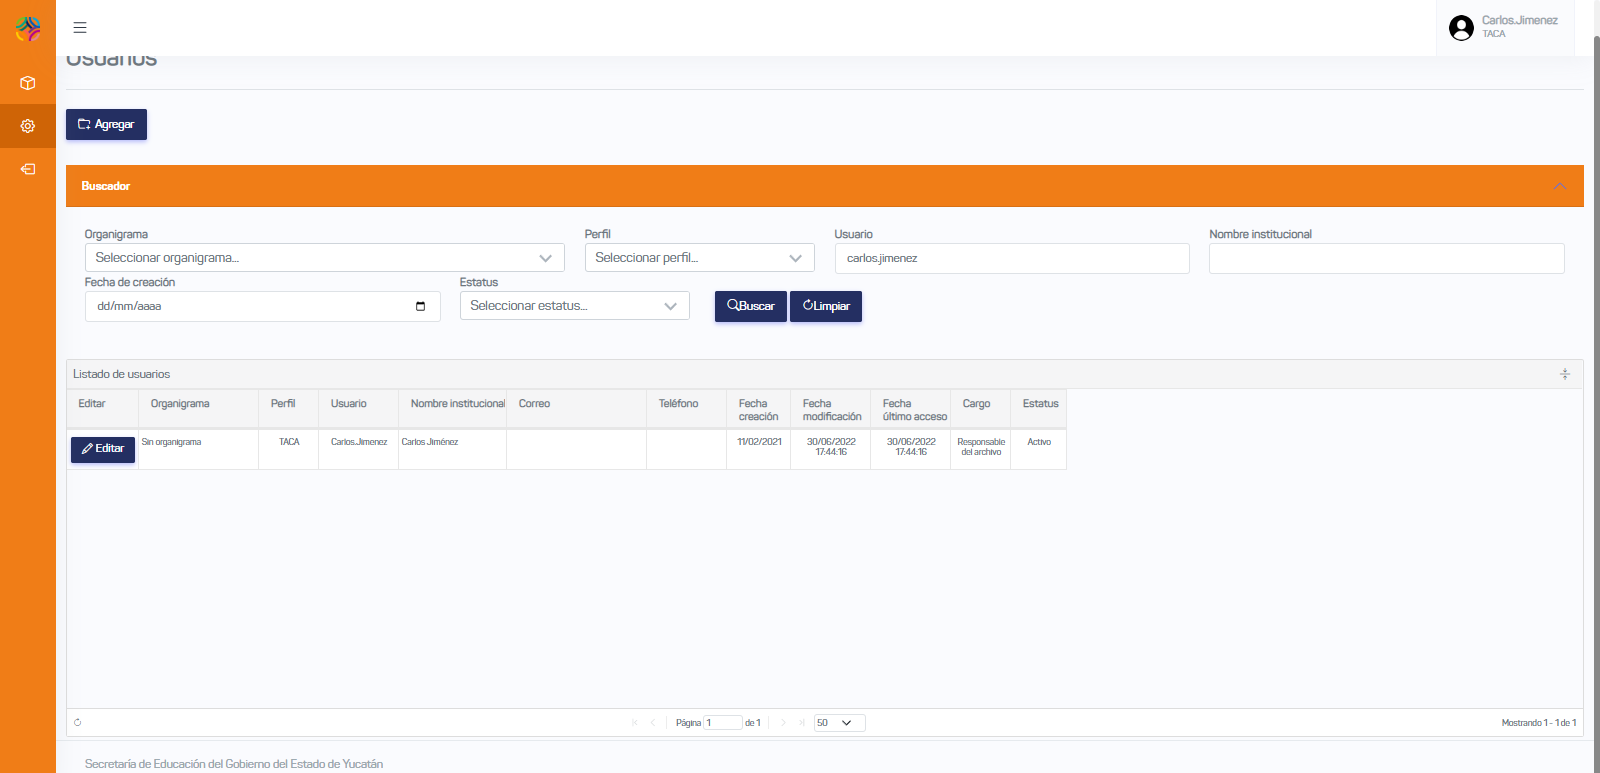 Carlos.Jimenez
TACA
Usuarios
Agregar
Buscador
Organigrama Perfil Usuario Nombre institucional
Seleccionar organigrama... Seleccionar perfil... carlos.jimenez
Fecha de creación Estatus
dd/mm/aaaa Seleccionar estatus... Buscar Limpiar
Listado de usuarios
Editar Organigrama Perfil Usuario Nombre institucional Correo Teléfono Fecha creación Fecha modificación Fecha último acceso Cargo Estatus
Editar Sin organigrama TACA Carlos.Jimenez Carlos Jiménez 11/02/2021 30/06/2022 17:44:16 30/06/2022 17:44:16 Responsable del archivo Activo
Página 1 de 1 50 Mostrando 1 - 1 de 1
Secretaría de Educación del Gobierno del Estado de Yucatán